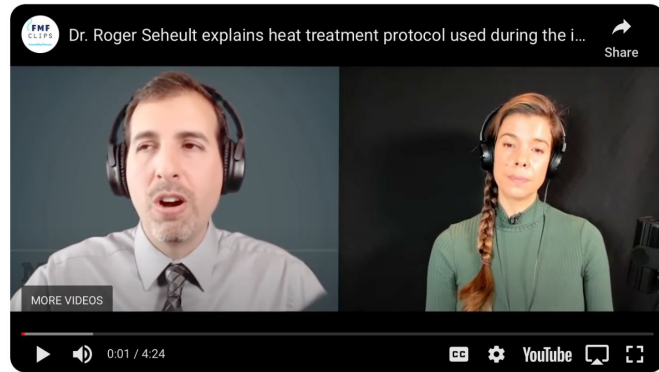 FMF
CLIPS
Dr. Roger Seheult explains heat treatment protocol used during the i...
Share
MORE VIDEOS
0:01 / 4:24
CC
YouTube